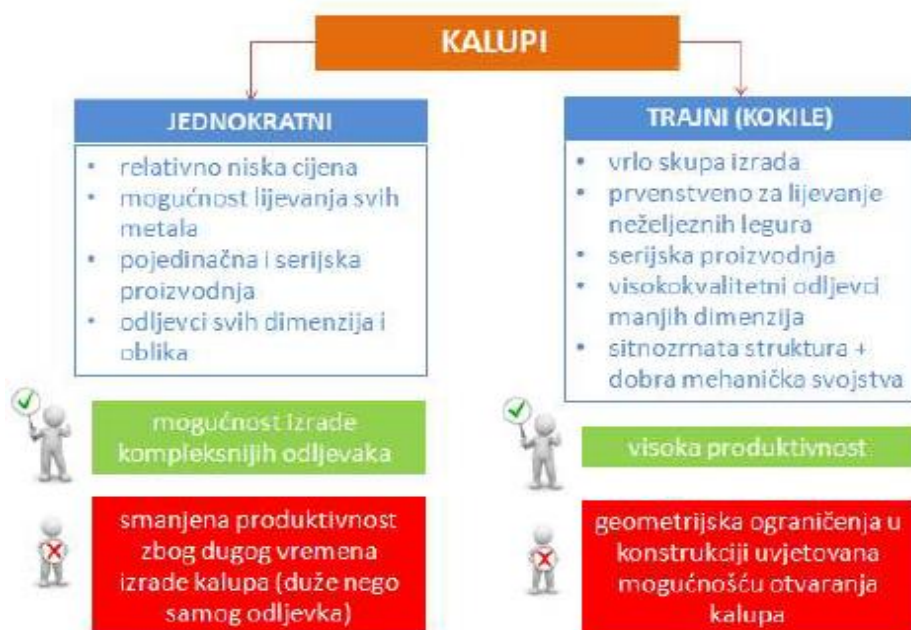 KALUPI
JEDNOKRATNI
• relativno niska cijena
• mogućnost lijevanja svih
metala
• pojedinačna i serijska
proizvodnja
• odljevci svih dimenzija i
oblika
mogućnost izrade
kompleksnijih odljevaka
smanjena produktivnost
zbog dugog vremena
izrade kalupa (duže nego
samog odljevka)
TRAJNI (KOKILE)
• vrlo skupa izrada
• prvenstveno za lijevanje
neželjeznih legura
• serijska proizvodnja
• visokokvalitetni odljevci
manjih dimenzija
• sitnozrnata struktura +
dobra mehanička svojstva
visoka produktivnost
geometrijska ograničenja u
konstrukciji uvjetovana
mogućnošću otvaranja
kalupa